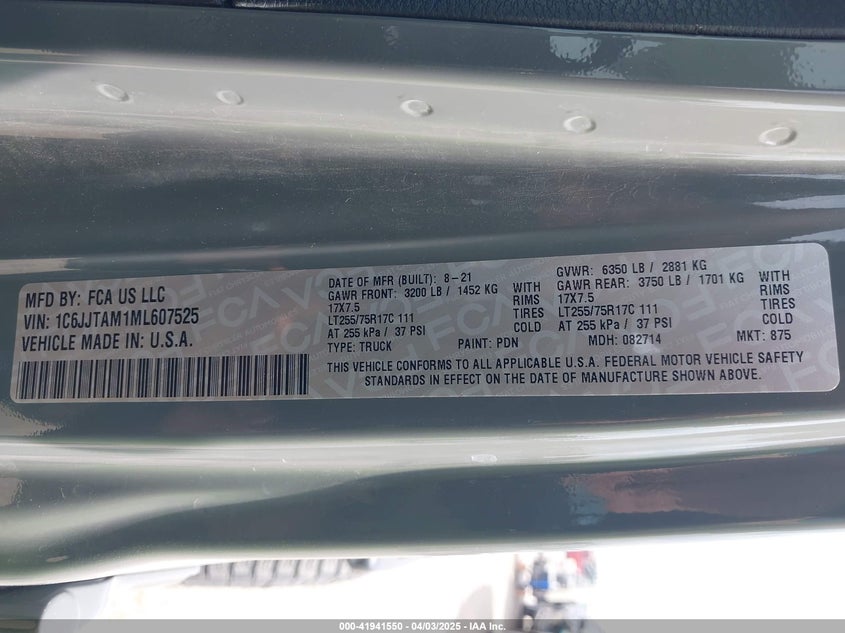 MFD BY: FCA US LLC
VIN: 1C6JJTAM1ML607525
VEHICLE MADE IN: U.S.A.
DATE OF MFR (BUILT): 8-21
GAWR FRONT: 3200 LB / 1452 KG WITH
17X7.5 RIMS
LT255/75R17C 111 TIRES
AT 255 kPa / 37 PSI COLD
TYPE: TRUCK PAINT: PDN
GVWR: 6350 LB / 2881 KG
GAWR REAR: 3750 LB / 1701 KG WITH
17X7.5 RIMS
LT255/75R17C 111 TIRES
AT 255 kPa / 37 PSI COLD
MDH: 082714 MKT: 875
THIS VEHICLE CONFORMS TO ALL APPLICABLE U.S.A. FEDERAL MOTOR VEHICLE SAFETY
STANDARDS IN EFFECT ON THE DATE OF MANUFACTURE SHOWN ABOVE.
000-41941550 - 04/03/2025 - IAA Inc.